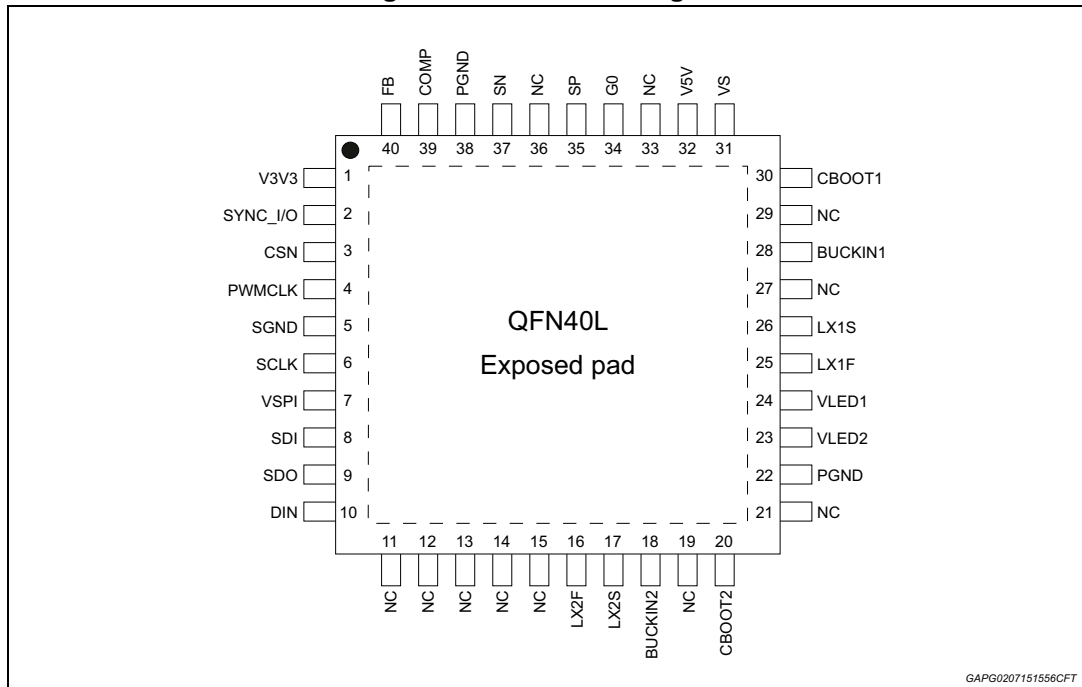 FB
COMP
PGND
SN
NC
SP
G0
NC
V5V
VS
40 39 38 37 36 35 34 33 32 31
V3V3 1 30 CBOOT1
SYNC_I/O 2 29 NC
CSN 3 28 BUCKIN1
PWMCLK 4 27 NC
SGND 5 26 LX1S
SCLK 6 25 LX1F
VSPI 7 24 VLED1
SDI 8 23 VLED2
SDO 9 22 PGND
DIN 10 21 NC
QFN40L
Exposed pad
11 12 13 14 15 16 17 18 19 20
NC
NC
NC
NC
NC
LX2F
LX2S
BUCKIN2
NC
CBOOT2
GAPG0207151556CFT